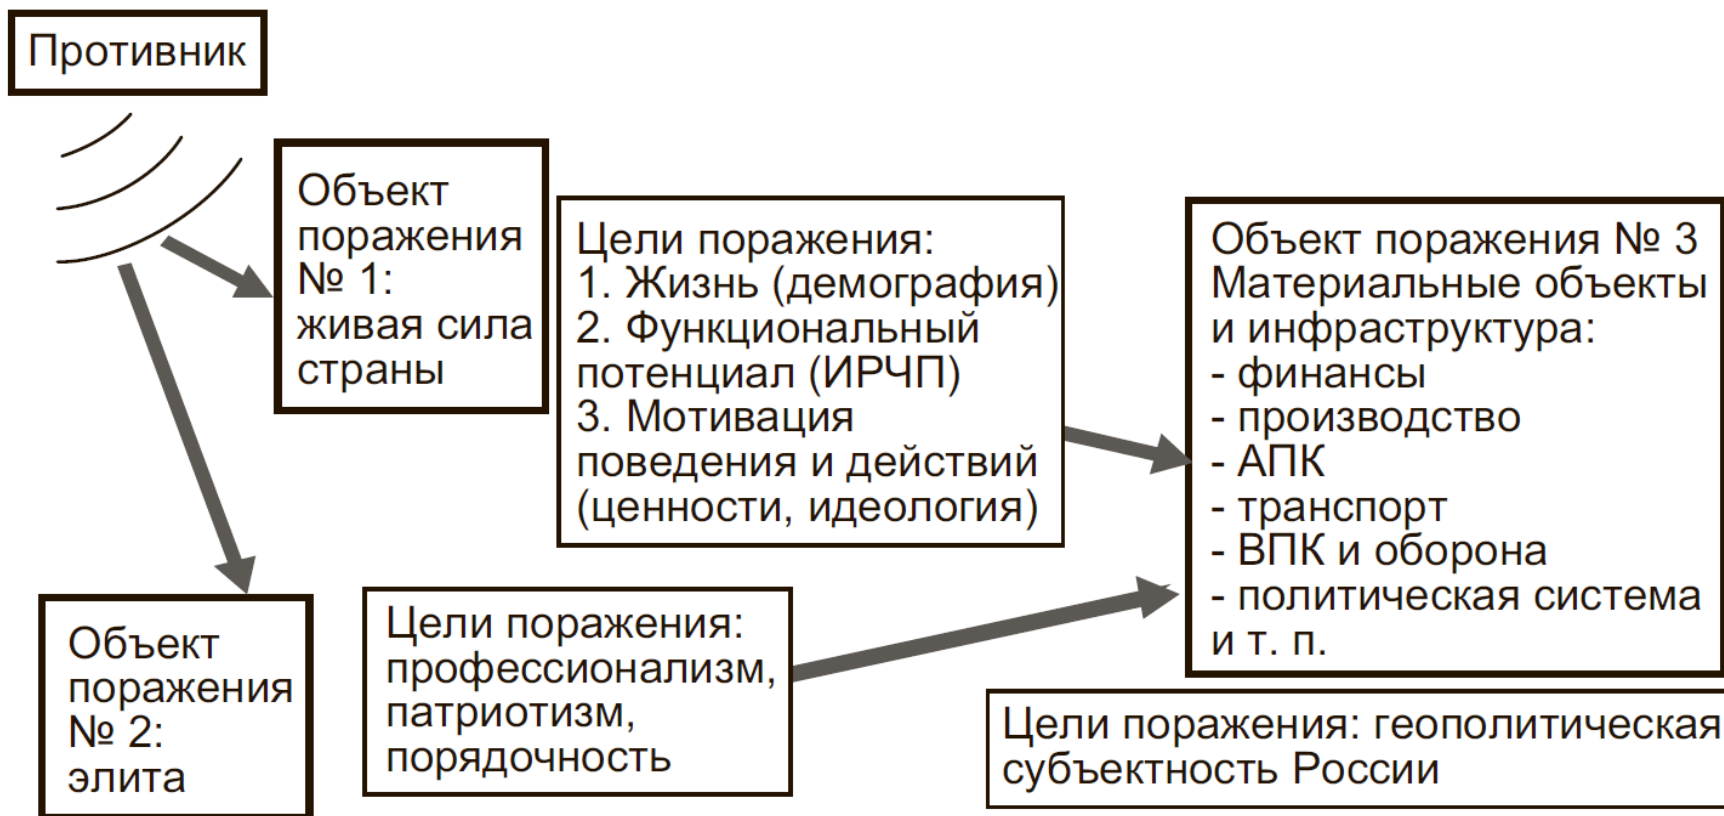 Противник
Объект
поражения
№ 1:
живая сила
страны
Цели поражения:
1. Жизнь (демография)
2. Функциональный
потенциал (ИРЧП)
3. Мотивация
поведения и действий
(ценности, идеология)
Объект поражения № 3
Материальные объекты
и инфраструктура:
- финансы
- производство
- АПК
- транспорт
- ВПК и оборона
- политическая система
и т. п.
Объект
поражения
№ 2:
элита
Цели поражения:
профессионализм,
патриотизм,
порядочность
Цели поражения: геополитическая
субъектность России